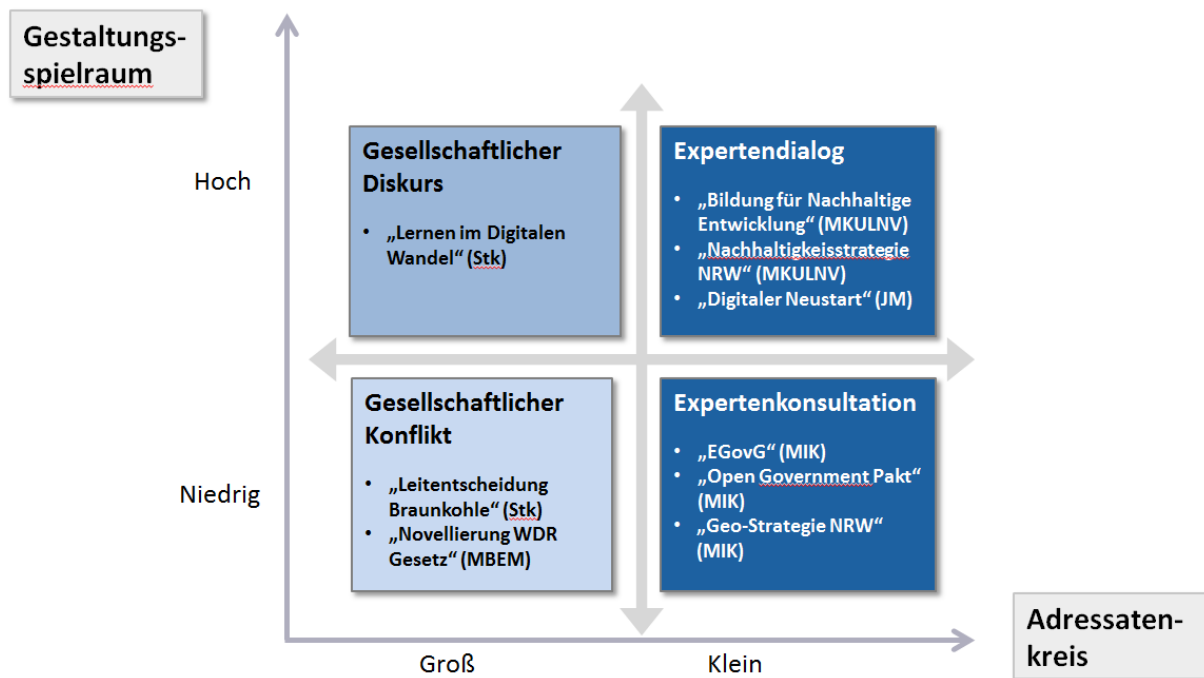 Gestaltungs-
spielraum
Hoch
Gesellschaftlicher
Diskurs
• „Lernen im Digitalen
Wandel“ (Stk)
Expertendialog
• „Bildung für Nachhaltige
Entwicklung“ (MKULNV)
• „Nachhaltigkeisstrategie
NRW“ (MKULNV)
• „Digitaler Neustart“ (JM)
Niedrig
Gesellschaftlicher
Konflikt
• „Leitentscheidung
Braunkohle“ (Stk)
• „Novellierung WDR
Gesetz“ (MBEM)
Expertenkonsultation
• „EGovG“ (MIK)
• „Open Government Pakt“
(MIK)
• „Geo-Strategie NRW“
(MIK)
Groß
Klein
Adressaten-
kreis